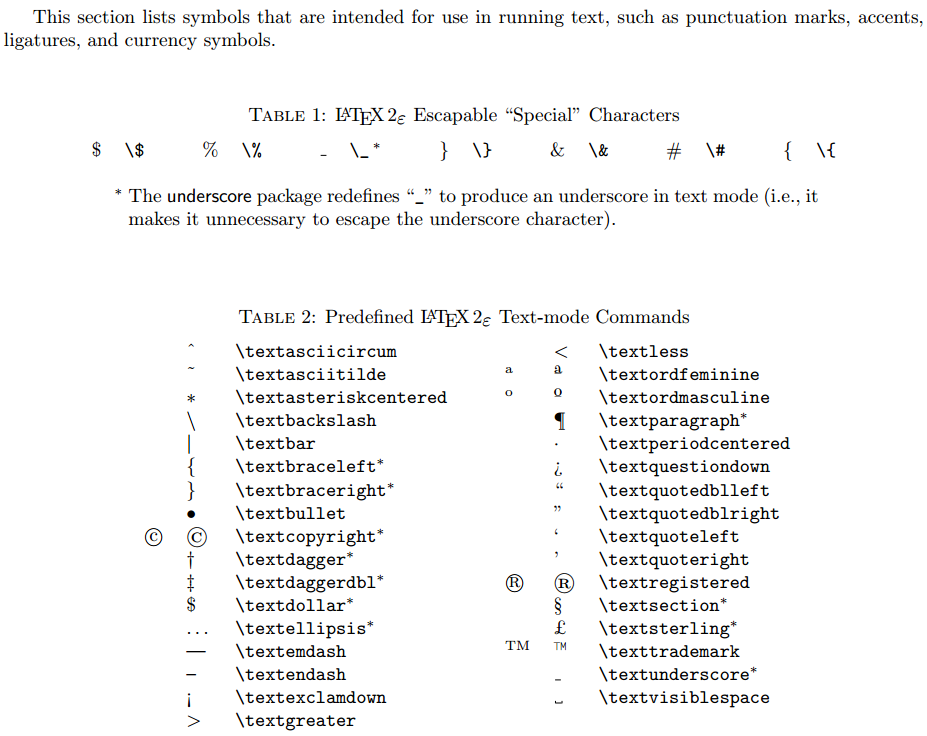 This section lists symbols that are intended for use in running text, such as punctuation marks, accents,
ligatures, and currency symbols.
TABLE 1: LATEX 2ε Escapable “Special” Characters
$ \$ % \% _ \_* } \} & \& # \# { \{
* The underscore package redefines “_” to produce an underscore in text mode (i.e., it
makes it unnecessary to escape the underscore character).
TABLE 2: Predefined LATEX 2ε Text-mode Commands
ˆ \textasciicircum < \textless
˜ \textasciitilde ª ª \textordfeminine
∗ \textasteriskcentered º º \textordmasculine
\ \textbackslash ¶ \textparagraph*
| \textbar · \textperiodcentered
{ \textbraceleft* ¿ \textquestiondown
} \textbraceright* “ \textquotedblleft
• \textbullet ” \textquotedblright
© © \textcopyright* ‘ \textquoteleft
† \textdagger* ’ \textquoteright
‡ \textdaggerdbl* ® ® \textregistered
$ \textdollar* § \textsection*
... \textellipsis* £ \textsterling*
— \textemdash TM ™ \texttrademark
– \textendash _ \textunderscore*
¡ \textexclamdown ␣ \textvisiblespace
> \textgreater